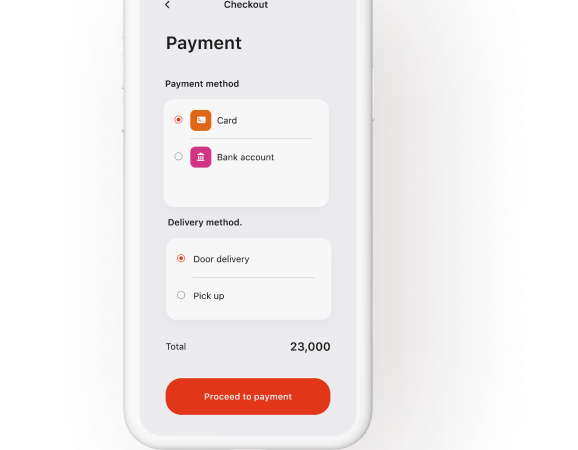 Checkout
Payment
Payment method
Card
Bank account
Delivery method.
Door delivery
Pick up
Total 23,000
Proceed to payment